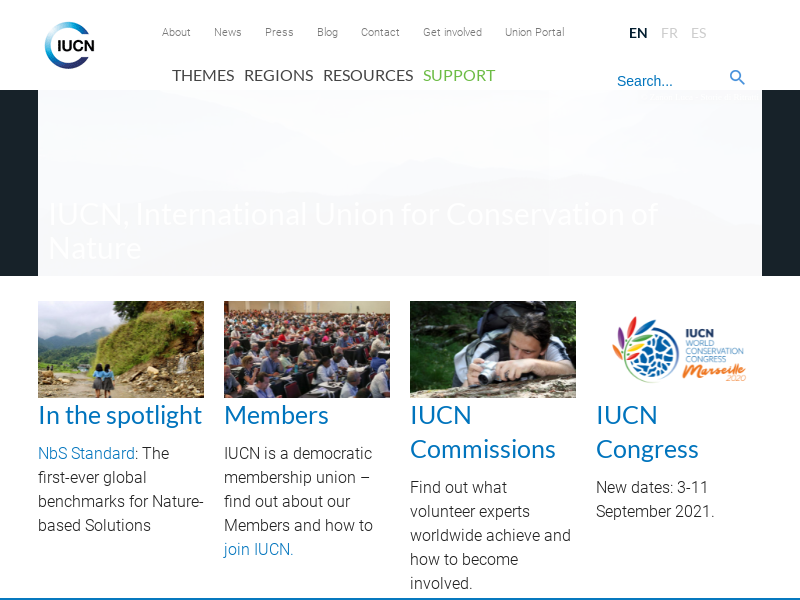 IUCN
About News Press Blog Contact Get involved Union Portal
EN FR ES
THEMES REGIONS RESOURCES SUPPORT
Search...
IUCN, International Union for Conservation of
Nature
In the spotlight
NbS Standard: The
first-ever global
benchmarks for Nature-
based Solutions
Members
IUCN is a democratic
membership union –
find out about our
Members and how to
join IUCN.
IUCN
Commissions
Find out what
volunteer experts
worldwide achieve and
how to become
involved.
IUCN
WORLD
CONSERVATION
CONGRESS
Marseille
2020
IUCN
Congress
New dates: 3-11
September 2021.